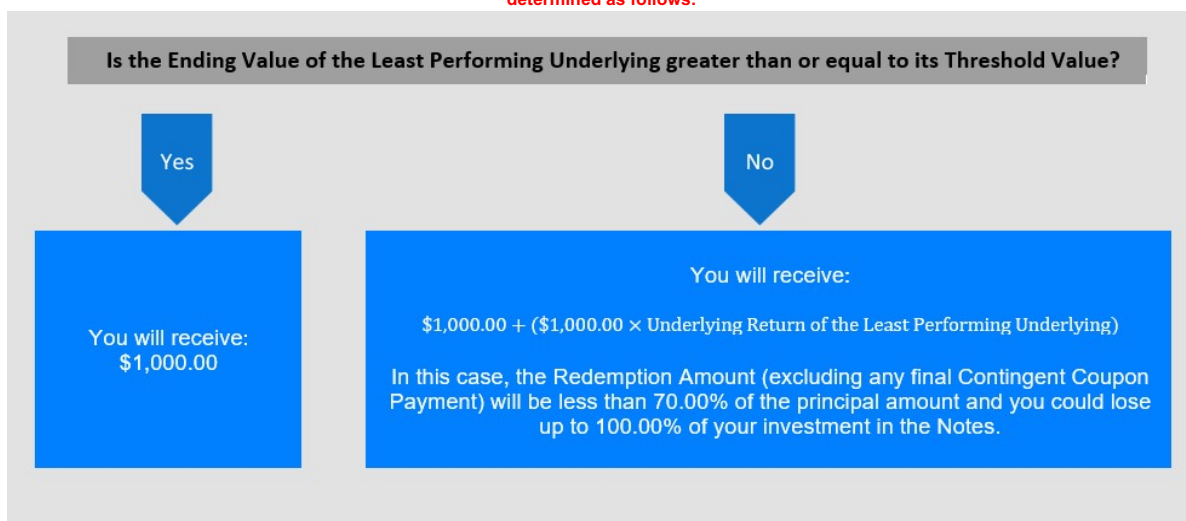 determined as follows:
Is the Ending Value of the Least Performing Underlying greater than or equal to its Threshold Value?
Yes
No
You will receive:
$1,000.00
You will receive:
$1,000.00 + ($1,000.00 × Underlying Return of the Least Performing Underlying)
In this case, the Redemption Amount (excluding any final Contingent Coupon
Payment) will be less than 70.00% of the principal amount and you could lose
up to 100.00% of your investment in the Notes.